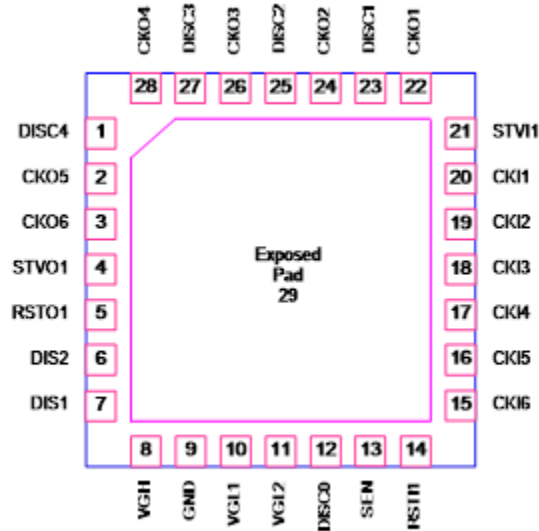 CKO4 DISC3 CKO3 DISC2 CKO2 DISC1 CKO1
28 27 26 25 24 23 22
DISC4 1 21 STVI1
CKO5 2 20 CKI1
CKO6 3 19 CKI2
STVO1 4 18 CKI3
RSTO1 5 17 CKI4
DIS2 6 16 CKI5
DIS1 7 15 CKI6
Exposed
Pad
29
8 9 10 11 12 13 14
VGH GND VGL1 VGL2 DISC0 SEN RSTI1